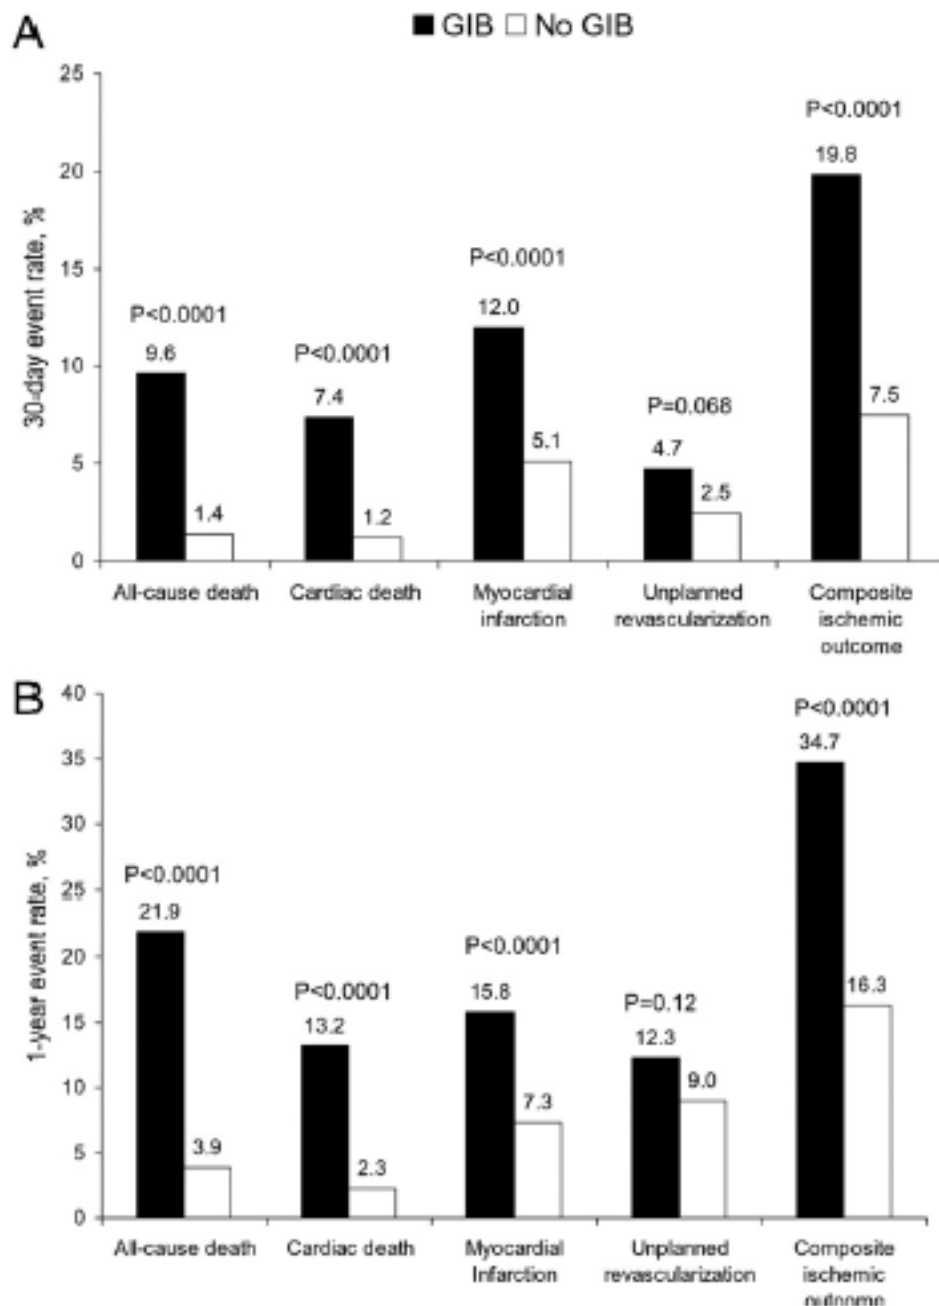 A
GIB No GIB
30-day event rate, %
25
20
15
10
5
0
P<0.0001
9.6
1.4
P<0.0001
7.4
1.2
P<0.0001
12.0
5.1
P=0.068
4.7
2.5
P<0.0001
19.8
7.5
All-cause death
Cardiac death
Myocardial
infarction
Unplanned
revascularization
Composite
ischemic
outcome
B
1-year event rate, %
40
35
30
25
20
15
10
5
0
P<0.0001
21.9
3.9
P<0.0001
13.2
2.3
P<0.0001
15.8
7.3
P=0.12
12.3
9.0
P<0.0001
34.7
16.3
All-cause death
Cardiac death
Myocardial
Infarction
Unplanned
revascularization
Composite
ischemic
outcome